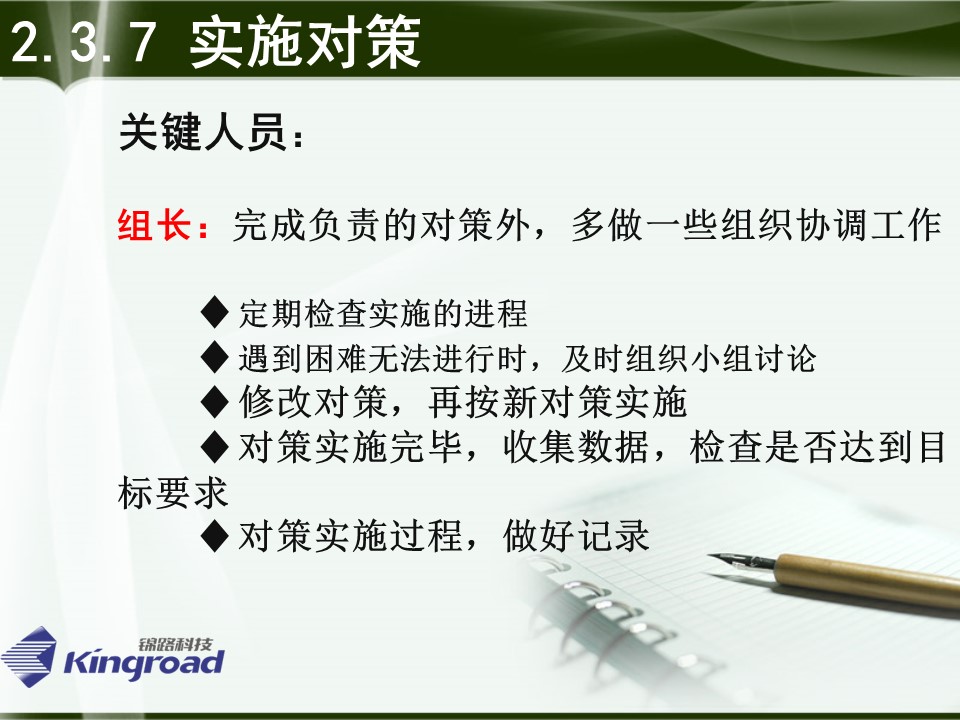 2.3.7 实施对策
关键人员：
组长：完成负责的对策外，多做一些组织协调工作
◆定期检查实施的进程
◆遇到困难无法进行时，及时组织小组讨论
◆修改对策，再按新对策实施
◆对策实施完毕，收集数据，检查是否达到目
标要求
◆对策实施过程，做好记录
锦路科技
Kingroad